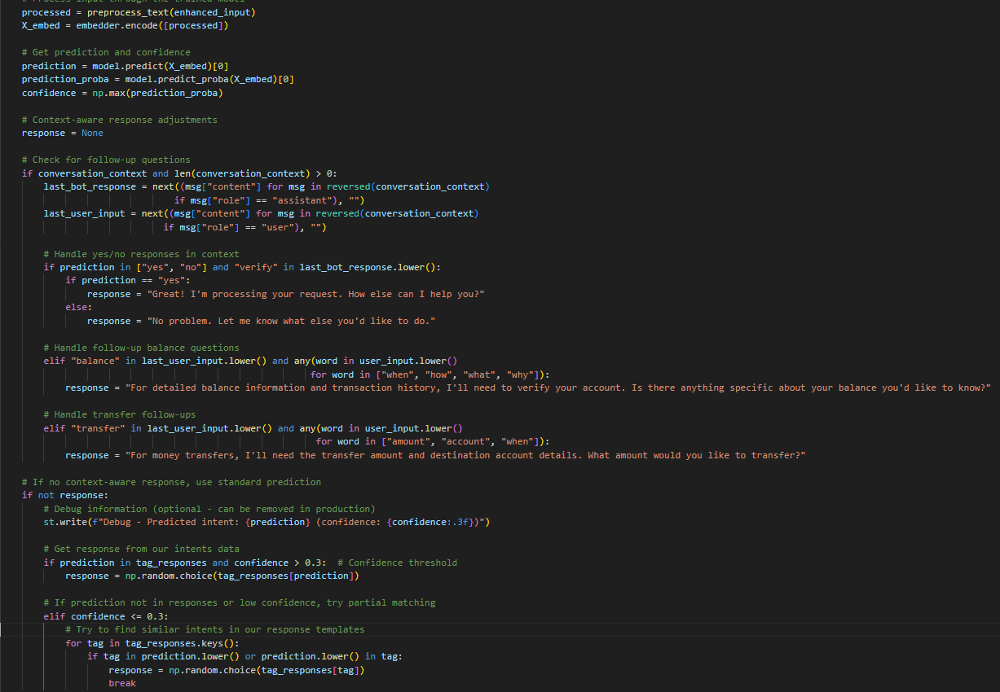 # Process input through the trained model
processed = preprocess_text(enhanced_input)
X_embed = embedder.encode([processed])
# Get prediction and confidence
prediction = model.predict(X_embed)[0]
prediction_proba = model.predict_proba(X_embed)[0]
confidence = np.max(prediction_proba)
# Context-aware response adjustments
response = None
# Check for follow-up questions
if conversation_context and len(conversation_context) > 0:
    last_bot_response = next((msg["content"] for msg in reversed(conversation_context)
                            if msg["role"] == "assistant"), "")
    last_user_input = next((msg["content"] for msg in reversed(conversation_context)
                          if msg["role"] == "user"), "")
    # Handle yes/no responses in context
    if prediction in ["yes", "no"] and "verify" in last_bot_response.lower():
        if prediction == "yes":
            response = "Great! I'm processing your request. How else can I help you?"
        else:
            response = "No problem. Let me know what else you'd like to do."
    # Handle follow-up balance questions
    elif "balance" in last_user_input.lower() and any(word in user_input.lower()
                                                     for word in ["when", "how", "what", "why"]):
        response = "For detailed balance information and transaction history, I'll need to verify your account. Is there anything specific about your balance you'd like to know?"
    # Handle transfer follow-ups
    elif "transfer" in last_user_input.lower() and any(word in user_input.lower()
                                                      for word in ["amount", "account", "when"]):
        response = "For money transfers, I'll need the transfer amount and destination account details. What amount would you like to transfer?"
# If no context-aware response, use standard prediction
if not response:
    # Debug information (optional - can be removed in production)
    st.write(f"Debug - Predicted intent: {prediction} (confidence: {confidence:.3f})")
    # Get response from our intents data
    if prediction in tag_responses and confidence > 0.3:  # Confidence threshold
        response = np.random.choice(tag_responses[prediction])
    # If prediction not in responses or low confidence, try partial matching
    elif confidence <= 0.3:
        # Try to find similar intents in our response templates
        for tag in tag_responses.keys():
            if tag in prediction.lower() or prediction.lower() in tag:
                response = np.random.choice(tag_responses[tag])
                break